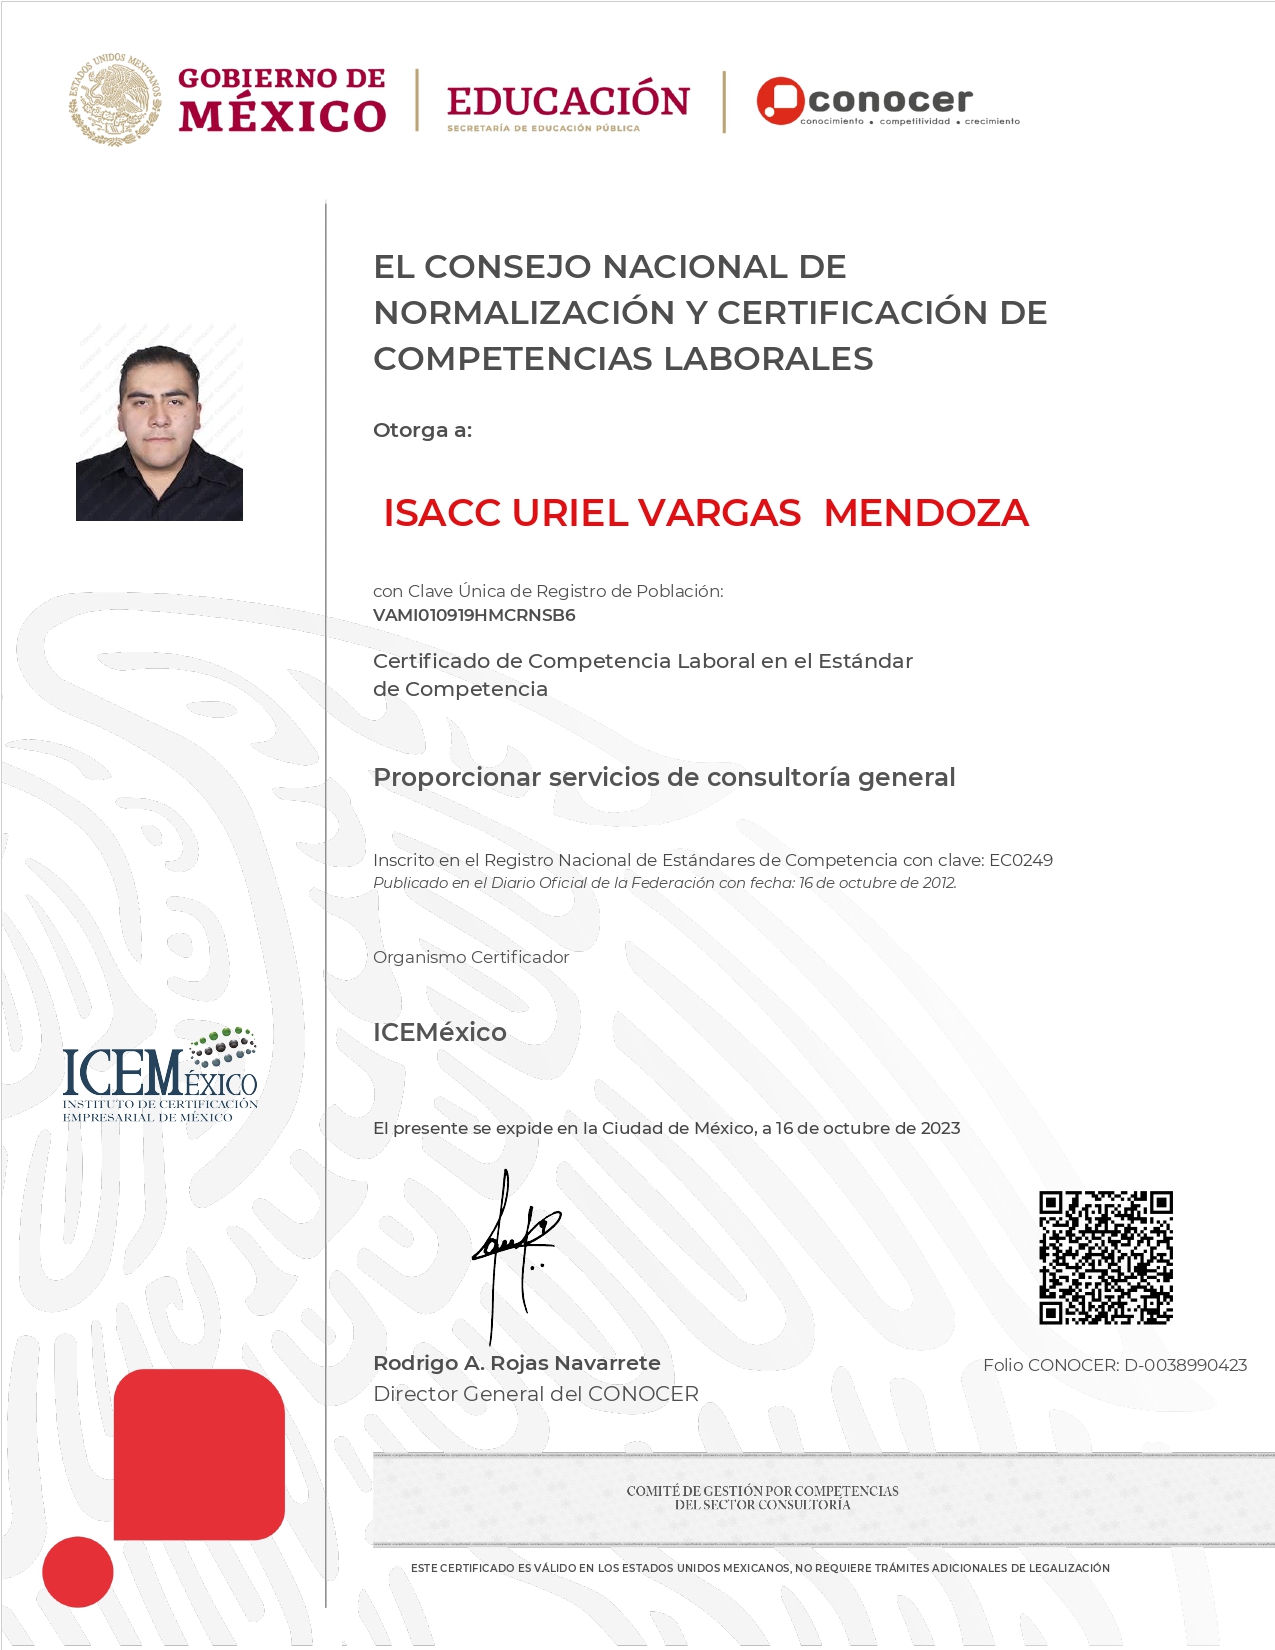 ESTADOS UNIDOS MEXICANOS
GOBIERNO DE
MÉXICO
EDUCACIÓN
SECRETARÍA DE EDUCACIÓN PÚBLICA
conocer
conocimiento • competitividad • crecimiento
EL CONSEJO NACIONAL DE
NORMALIZACIÓN Y CERTIFICACIÓN DE
COMPETENCIAS LABORALES
Otorga a:
ISACC URIEL VARGAS  MENDOZA
con Clave Única de Registro de Población:
VAMI010919HMCRNSB6
Certificado de Competencia Laboral en el Estándar
de Competencia
Proporcionar servicios de consultoría general
Inscrito en el Registro Nacional de Estándares de Competencia con clave: EC0249
Publicado en el Diario Oficial de la Federación con fecha: 16 de octubre de 2012.
Organismo Certificador
ICEMéxico
ICEMÉXICO
INSTITUTO DE CERTIFICACIÓN
EMPRESARIAL DE MÉXICO
El presente se expide en la Ciudad de México, a 16 de octubre de 2023
Rodrigo A. Rojas Navarrete
Director General del CONOCER
Folio CONOCER: D-0038990423
COMITÉ DE GESTIÓN POR COMPETENCIAS
DEL SECTOR CONSULTORÍA
ESTE CERTIFICADO ES VÁLIDO EN LOS ESTADOS UNIDOS MEXICANOS, NO REQUIERE TRÁMITES ADICIONALES DE LEGALIZACIÓN